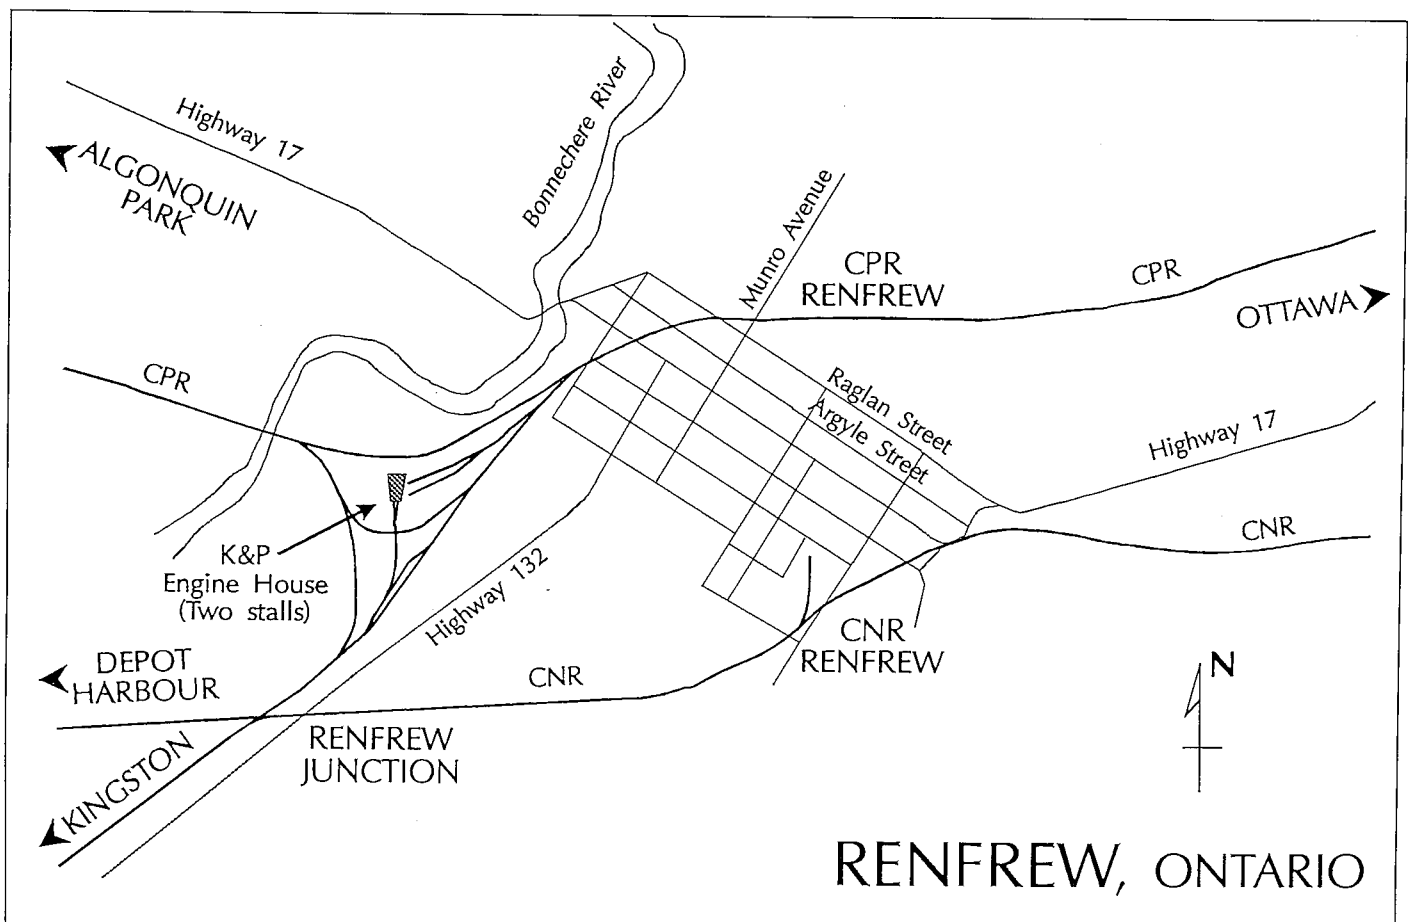 Highway 17
Bonnechere River
ALGONQUIN
PARK
Munro Avenue
CPR
RENFREW
CPR
OTTAWA
CPR
Raglan Street
Argyle Street
Highway 17
K&P
Engine House
(Two stalls)
Highway 132
CNR
CNR
RENFREW
DEPOT
HARBOUR
CNR
N
RENFREW
JUNCTION
KINGSTON
RENFREW, ONTARIO